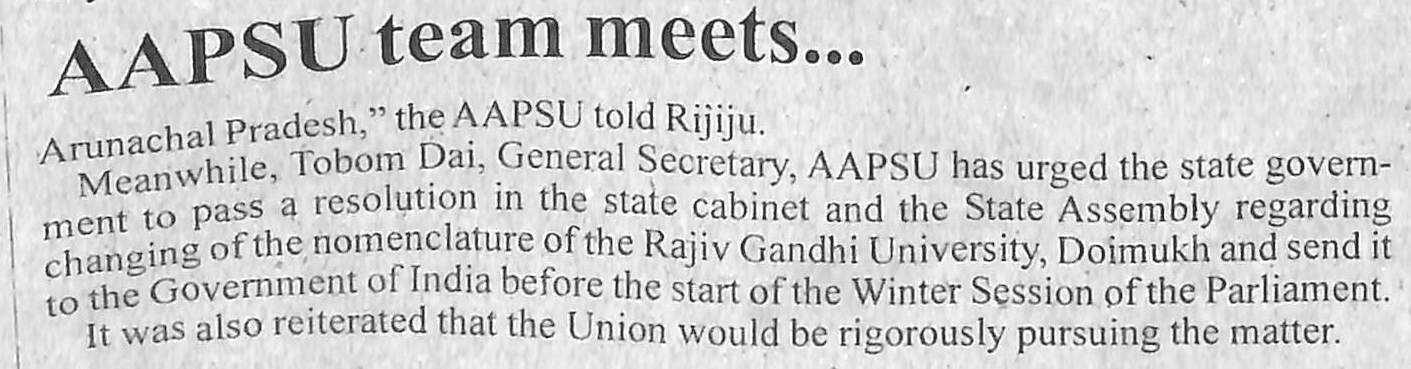 AAPSU team meets...
Arunachal Pradesh,” the AAPSU told Rijiju.
Meanwhile, Tobom Dai, General Secretary, AAPSU has urged the state govern-
ment to pass a resolution in the state cabinet and the State Assembly regarding
changing of the nomenclature of the Rajiv Gandhi University, Doimukh and send it
to the Government of India before the start of the Winter Session of the Parliament.
It was also reiterated that the Union would be rigorously pursuing the matter.